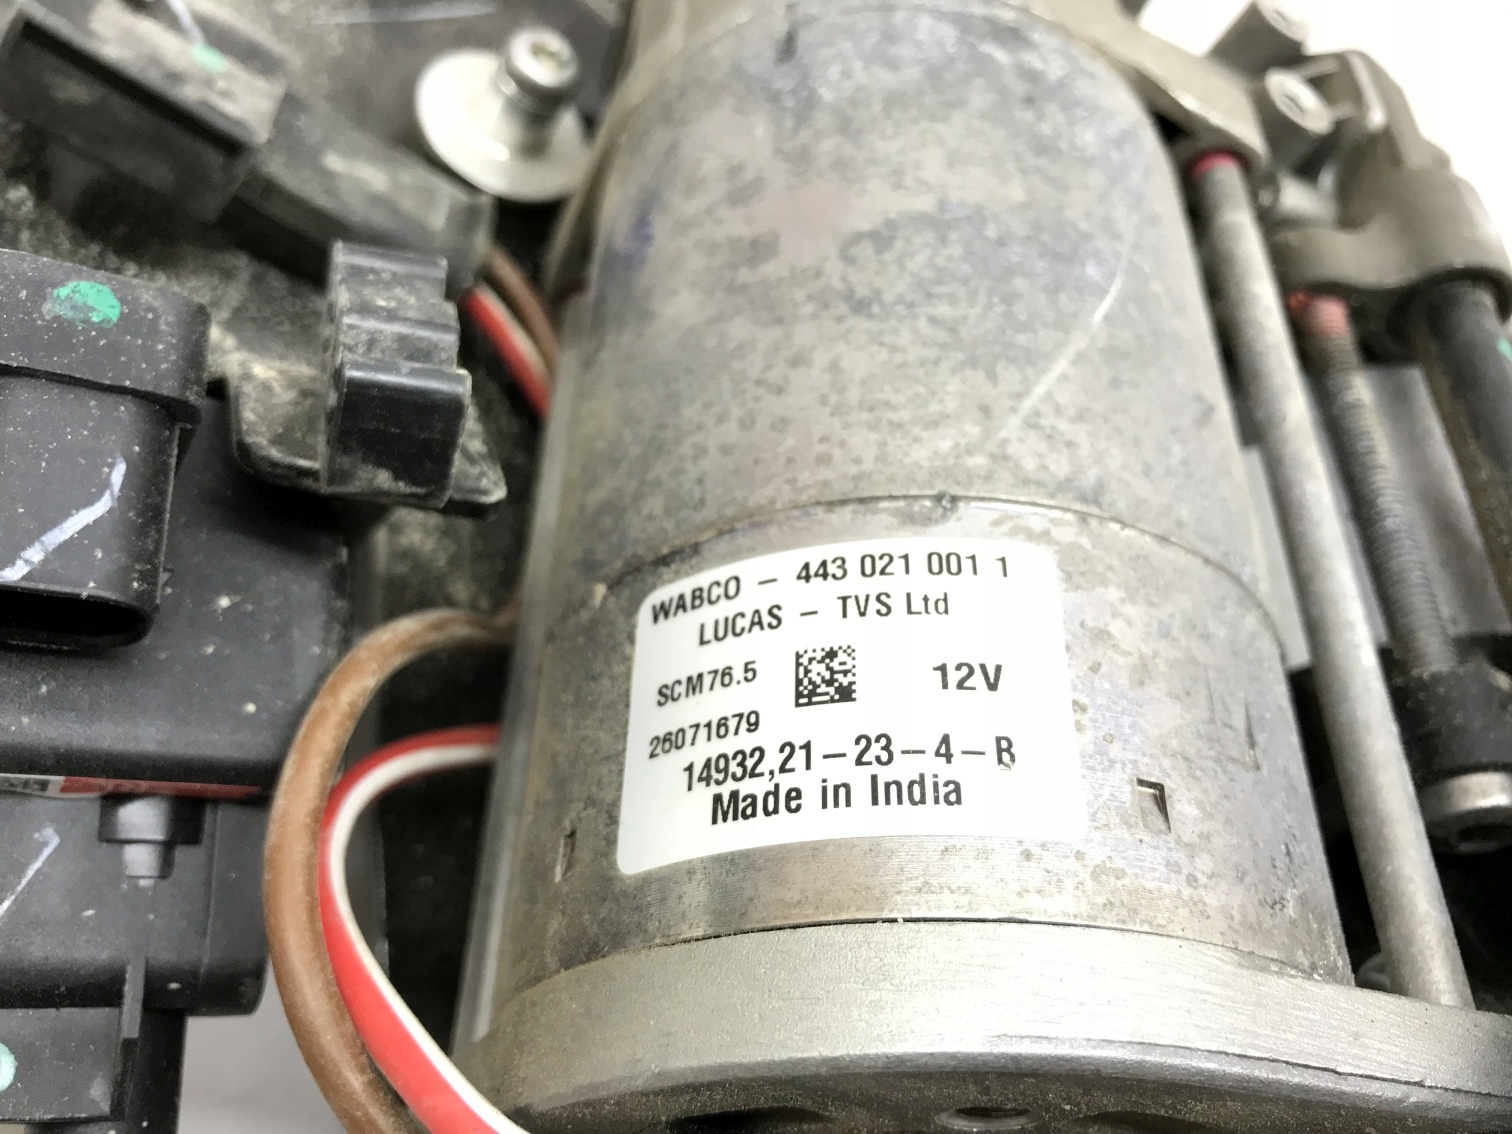 WABCO – 443 021 001 1
LUCAS – TVS Ltd
SCM76.5 12V
26071679
14932,21–23–4–B
Made in India